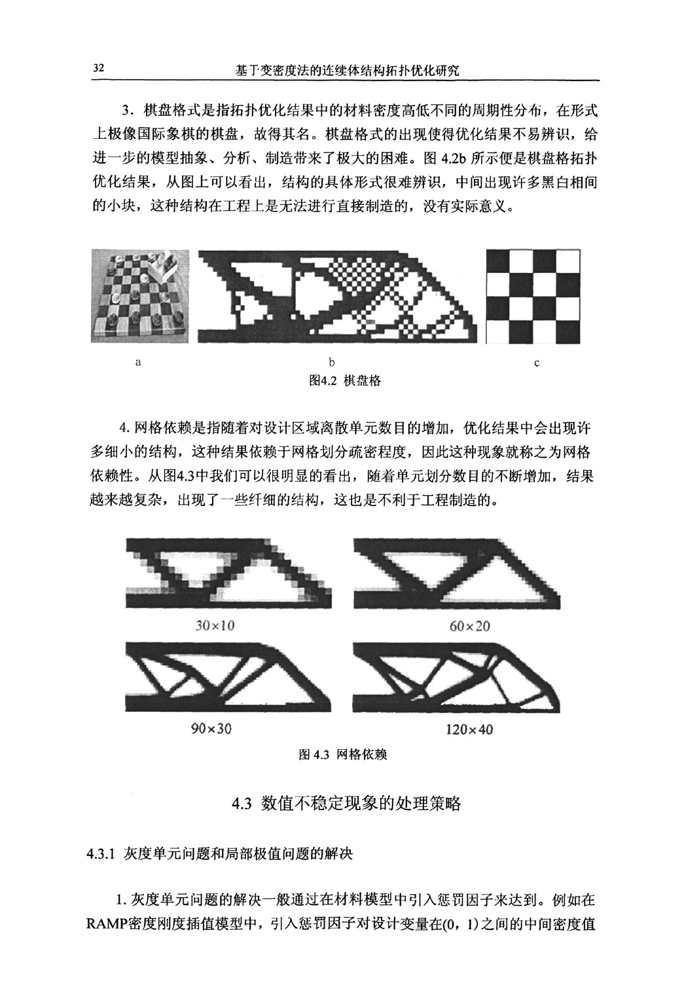 32
基于变密度法的连续体结构拓扑优化研究
3．棋盘格式是指拓扑优化结果中的材料密度高低不同的周期性分布，在形式
上极像国际象棋的棋盘，故得其名。棋盘格式的出现使得优化结果不易辨识，给
进一步的模型抽象、分析、制造带来了极大的困难。图 4.2b 所示便是棋盘格拓扑
优化结果，从图上可以看出，结构的具体形式很难辨识，中间出现许多黑白相间
的小块，这种结构在工程上是无法进行直接制造的，没有实际意义。
a b c
图4.2 棋盘格
4. 网格依赖是指随着对设计区域离散单元数目的增加，优化结果中会出现许
多细小的结构，这种结果依赖于网格划分疏密程度，因此这种现象就称之为网格
依赖性。从图4.3中我们可以很明显的看出，随着单元划分数目的不断增加，结果
越来越复杂，出现了一些纤细的结构，这也是不利于工程制造的。
30×10 60×20
90×30 120×40
图 4.3 网格依赖
4.3 数值不稳定现象的处理策略
4.3.1 灰度单元问题和局部极值问题的解决
1. 灰度单元问题的解决一般通过在材料模型中引入惩罚因子来达到。例如在
RAMP密度刚度插值模型中，引入惩罚因子对设计变量在(0，1)之间的中间密度值